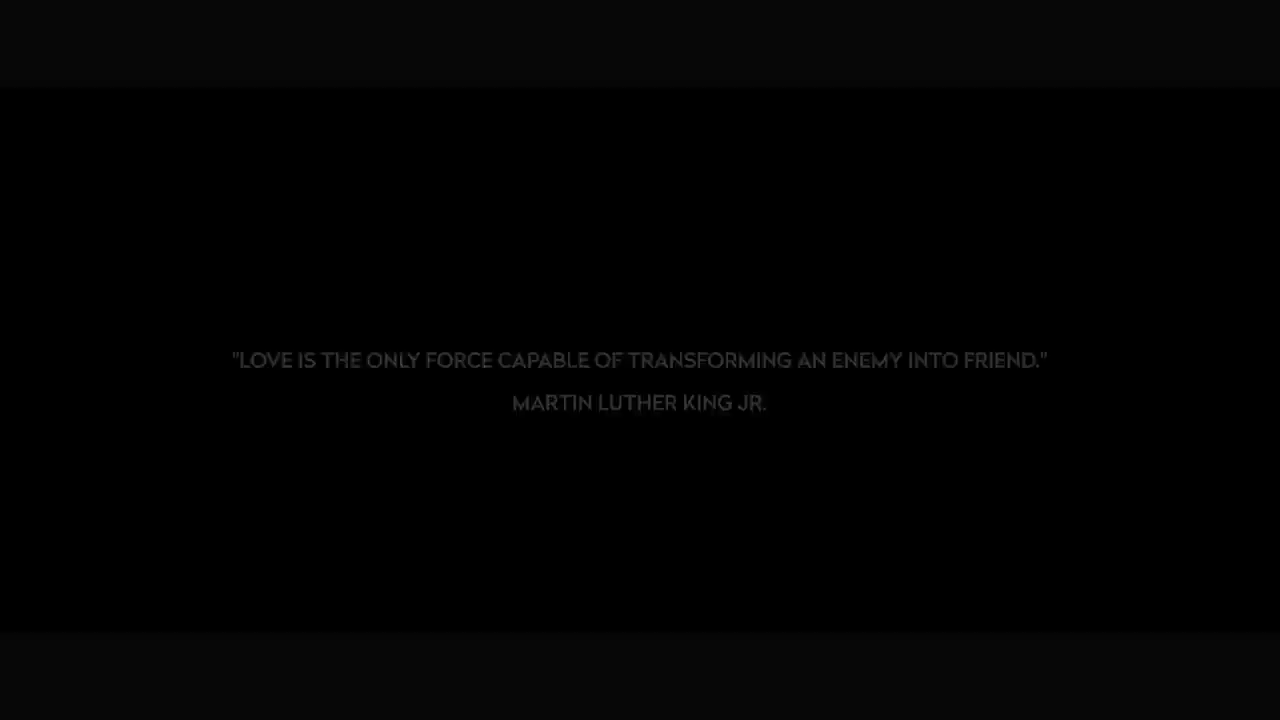 "LOVE IS THE ONLY FORCE CAPABLE OF TRANSFORMING AN ENEMY INTO FRIEND."
MARTIN LUTHER KING JR.